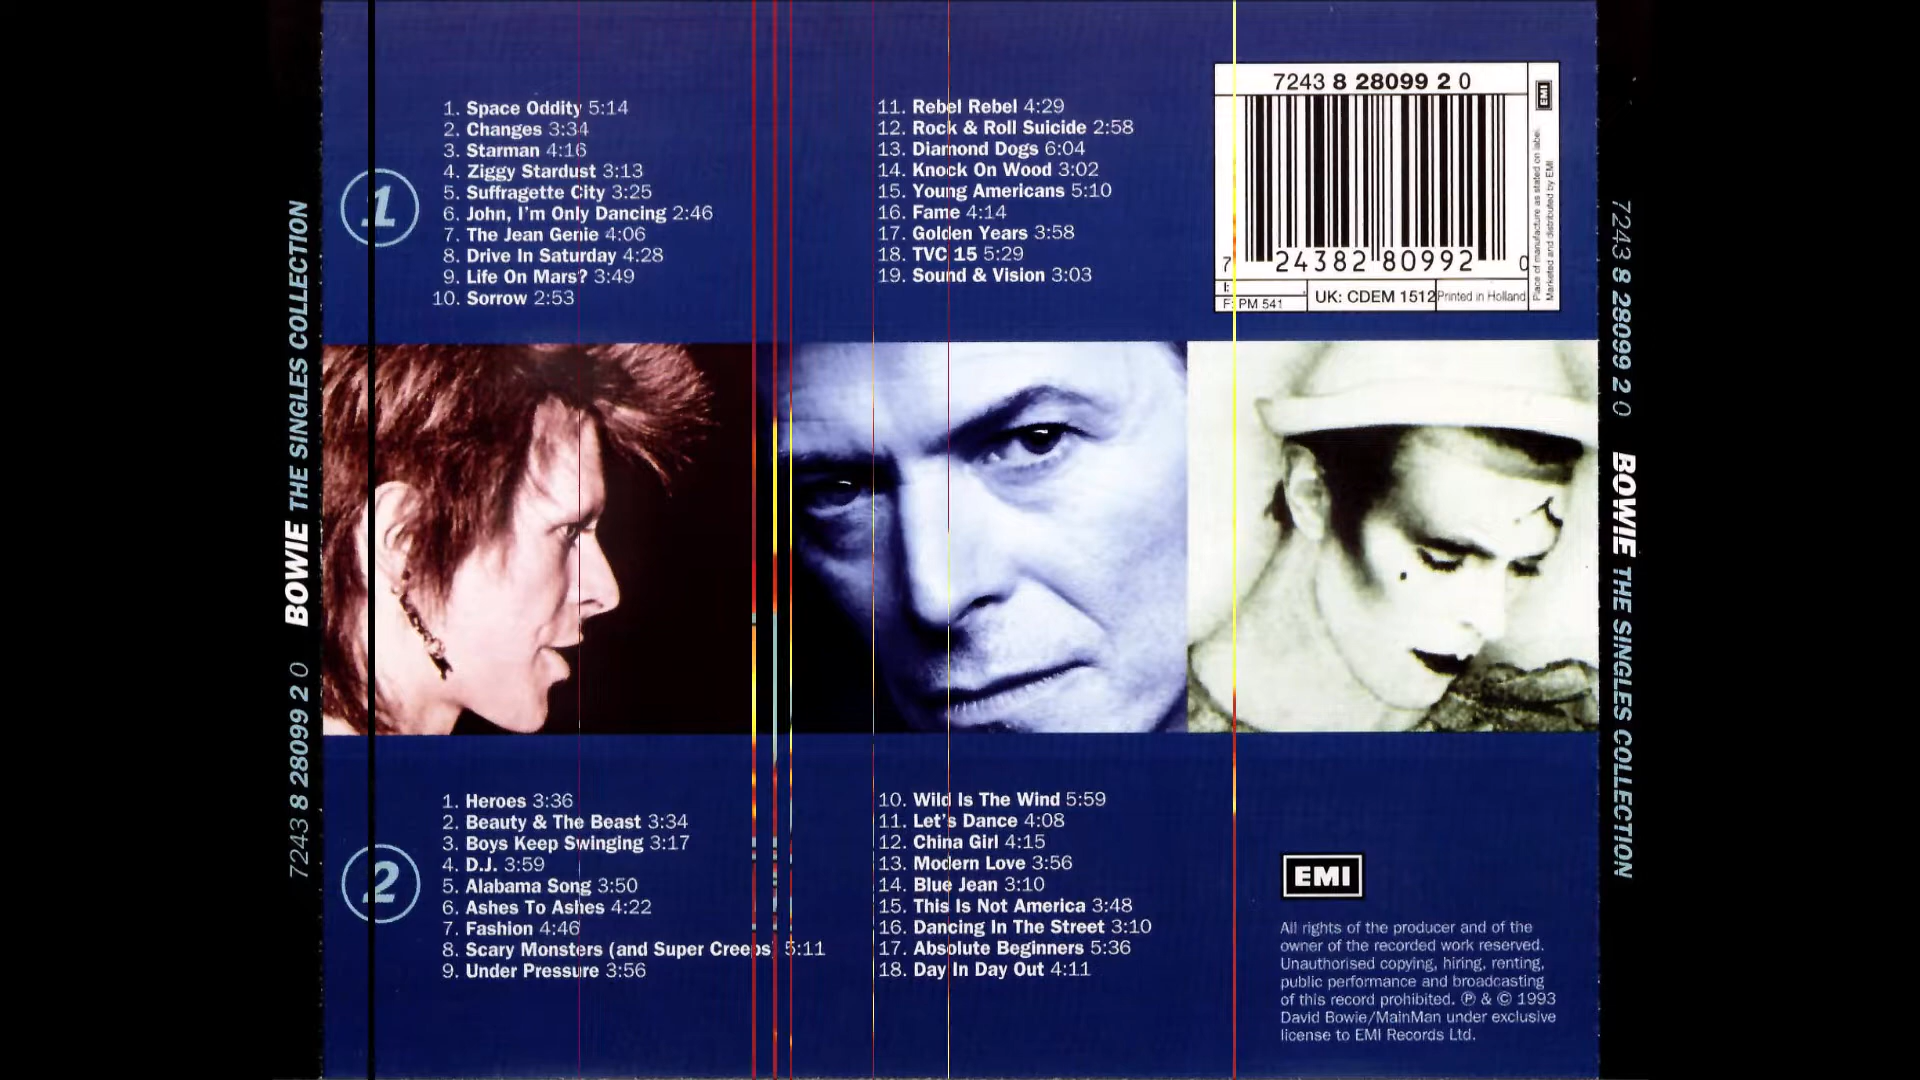 7243 8 28099 2 0 BOWIE THE SINGLES COLLECTION
1
1. Space Oddity 5:14
2. Changes 3:34
3. Starman 4:16
4. Ziggy Stardust 3:13
5. Suffragette City 3:25
6. John, I'm Only Dancing 2:46
7. The Jean Genie 4:06
8. Drive In Saturday 4:28
9. Life On Mars? 3:49
10. Sorrow 2:53
11. Rebel Rebel 4:29
12. Rock & Roll Suicide 2:58
13. Diamond Dogs 6:04
14. Knock On Wood 3:02
15. Young Americans 5:10
16. Fame 4:14
17. Golden Years 3:58
18. TVC 15 5:29
19. Sound & Vision 3:03
7243 8 28099 2 0
7 24382 80992 0
I:
F: PM 541
UK: CDEM 1512
Printed in Holland
EMI
Place of manufacture as stated on label.
Marketed and distributed by EMI
2
1. Heroes 3:36
2. Beauty & The Beast 3:34
3. Boys Keep Swinging 3:17
4. D.J. 3:59
5. Alabama Song 3:50
6. Ashes To Ashes 4:22
7. Fashion 4:46
8. Scary Monsters (and Super Creeps) 5:11
9. Under Pressure 3:56
10. Wild Is The Wind 5:59
11. Let's Dance 4:08
12. China Girl 4:15
13. Modern Love 3:56
14. Blue Jean 3:10
15. This Is Not America 3:48
16. Dancing In The Street 3:10
17. Absolute Beginners 5:36
18. Day In Day Out 4:11
EMI
All rights of the producer and of the
owner of the recorded work reserved.
Unauthorised copying, hiring, renting,
public performance and broadcasting
of this record prohibited. ℗ & © 1993
David Bowie/MainMan under exclusive
license to EMI Records Ltd.
7243 8 28099 2 0 BOWIE THE SINGLES COLLECTION